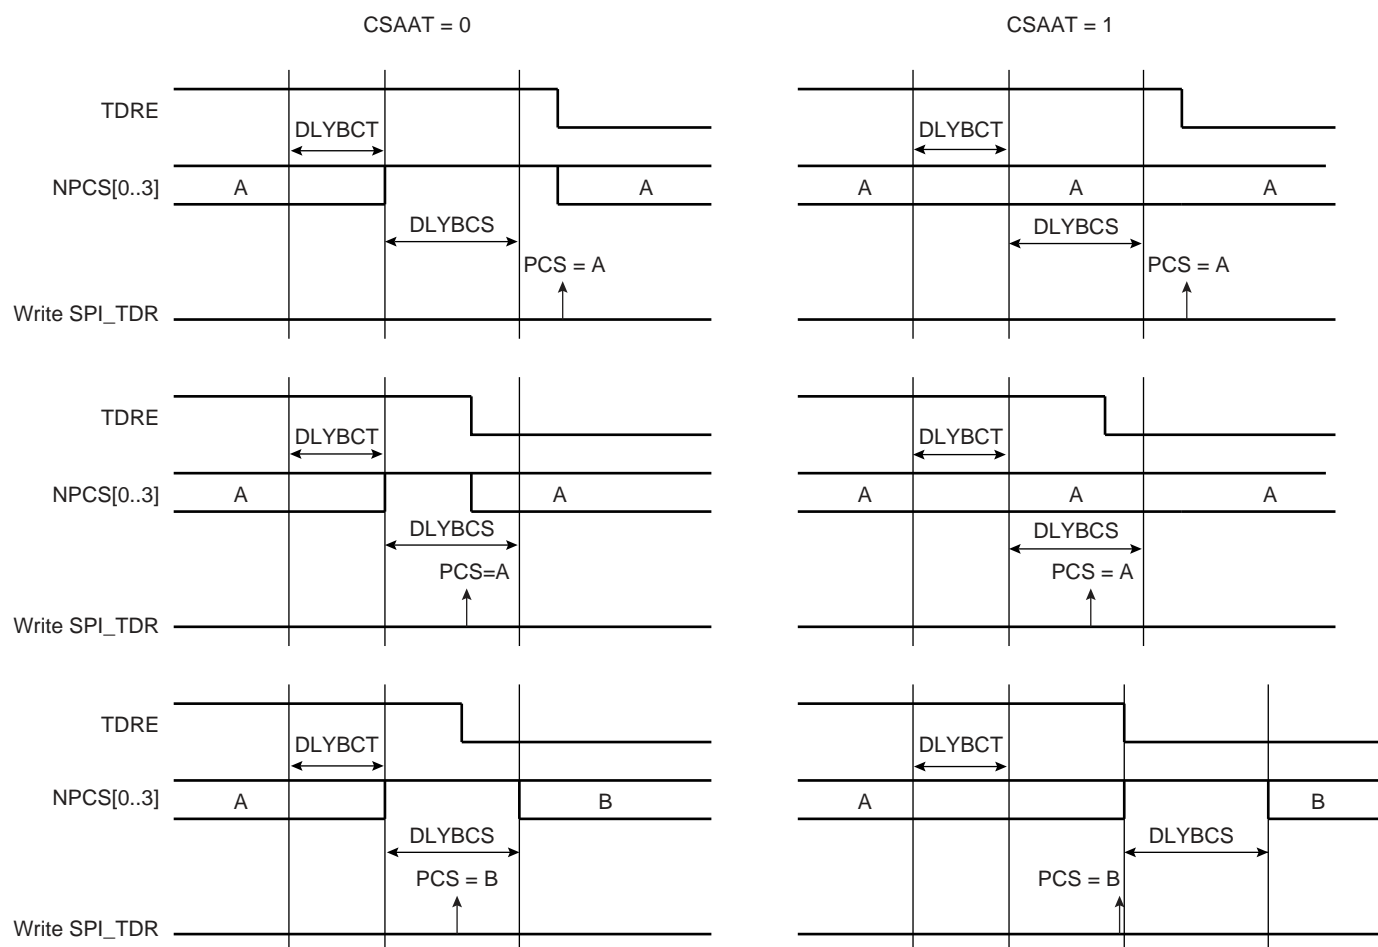 CSAAT = 0
CSAAT = 1
TDRE
DLYBCT
DLYBCT
NPCS[0..3]
A
A
A
A
A
DLYBCS
DLYBCS
PCS = A
PCS = A
Write SPI_TDR
TDRE
DLYBCT
DLYBCT
NPCS[0..3]
A
A
A
A
A
DLYBCS
DLYBCS
PCS=A
PCS = A
Write SPI_TDR
TDRE
DLYBCT
DLYBCT
NPCS[0..3]
A
B
A
B
DLYBCS
DLYBCS
PCS = B
PCS = B
Write SPI_TDR